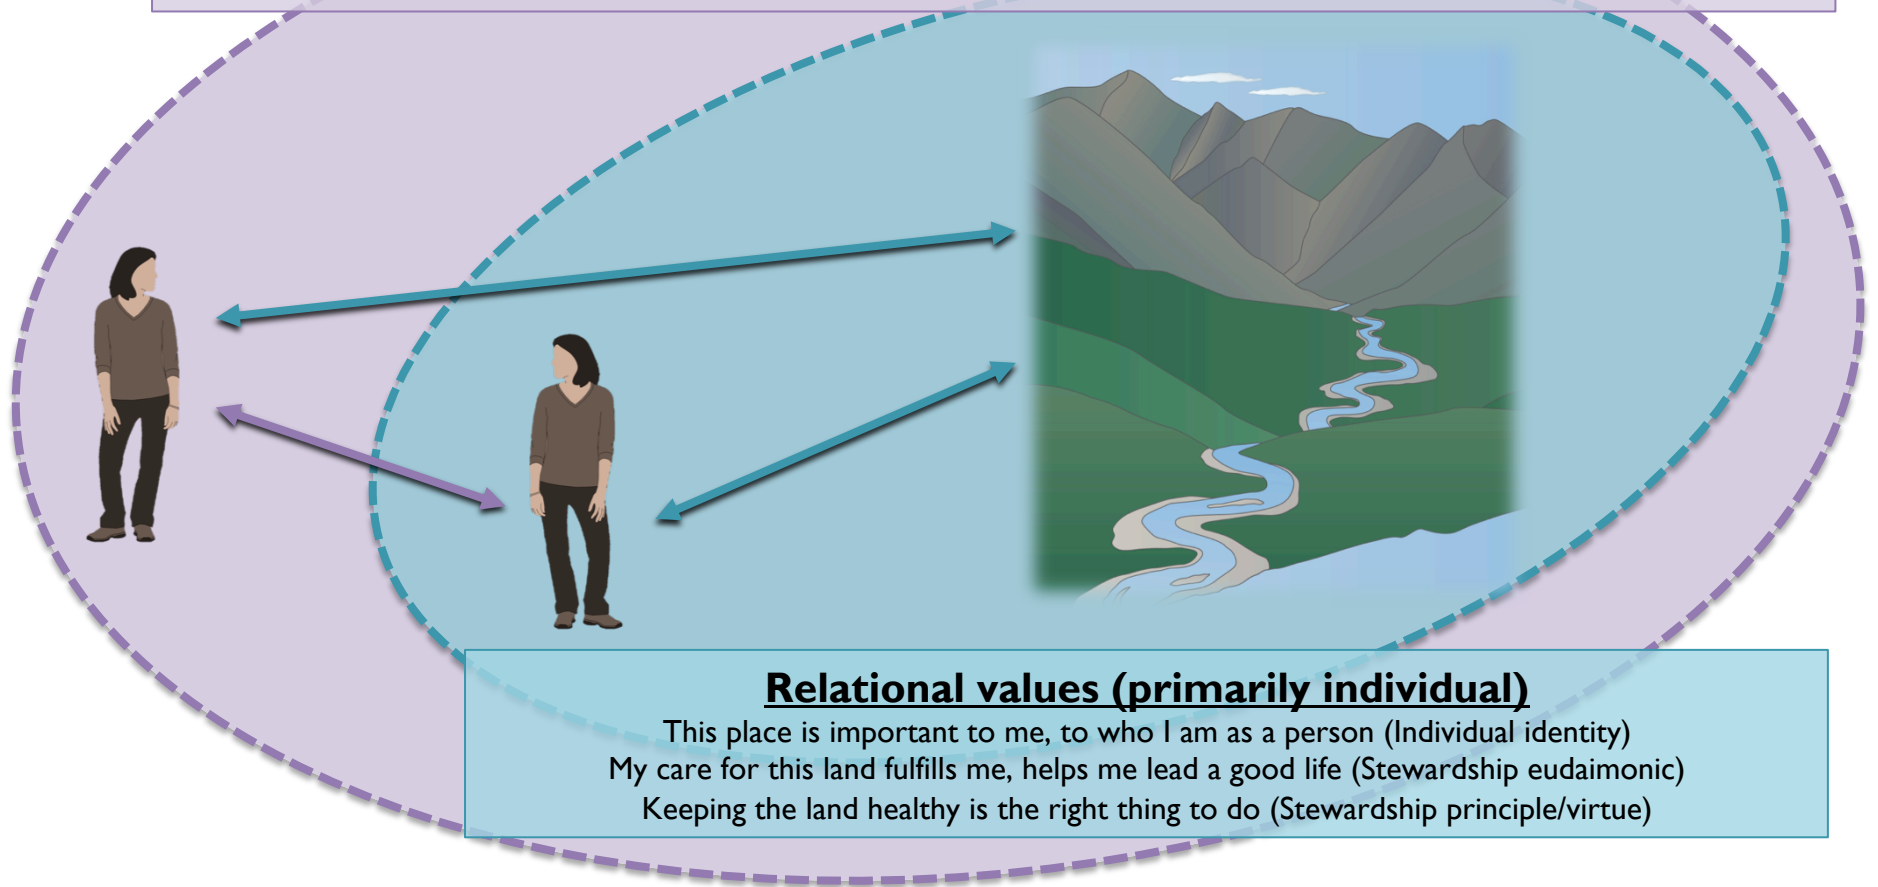 Relational values (primarily individual)
This place is important to me, to who I am as a person (Individual identity)
My care for this land fulfills me, helps me lead a good life (Stewardship eudaimonic)
Keeping the land healthy is the right thing to do (Stewardship principle/virtue)